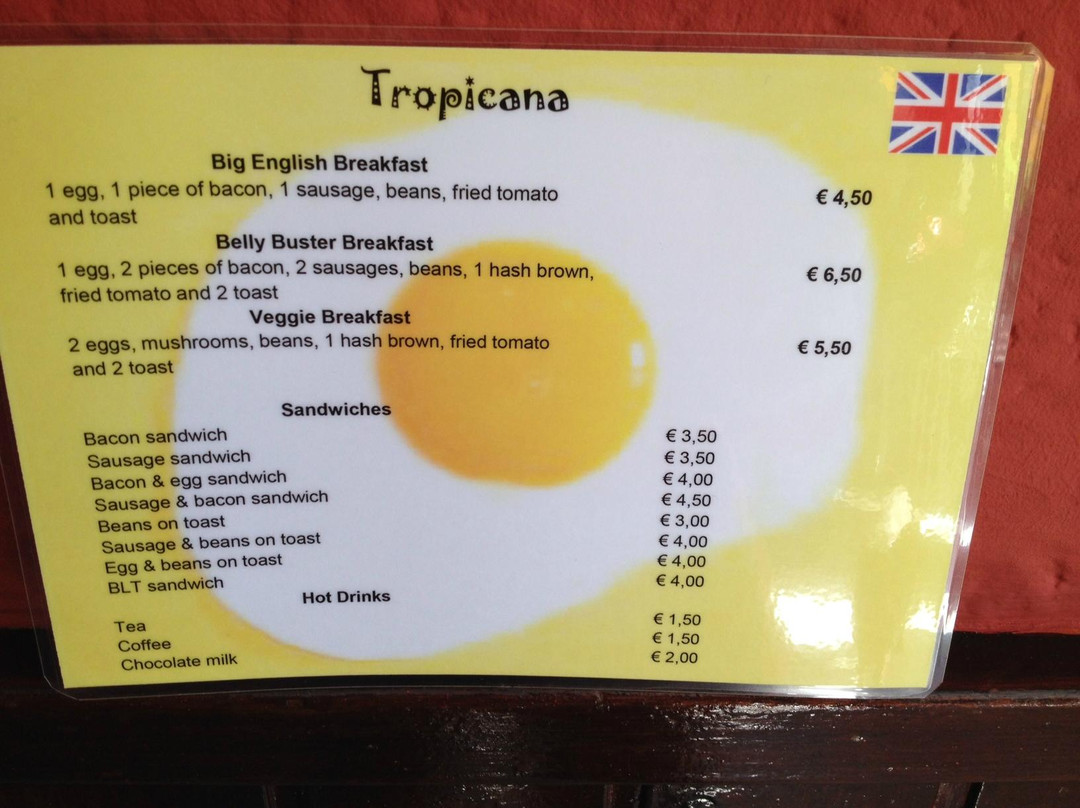 Tropicana
Big English Breakfast
1 egg, 1 piece of bacon, 1 sausage, beans, fried tomato € 4,50
and toast
Belly Buster Breakfast
1 egg, 2 pieces of bacon, 2 sausages, beans, 1 hash brown, € 6,50
fried tomato and 2 toast
Veggie Breakfast
2 eggs, mushrooms, beans, 1 hash brown, fried tomato € 5,50
and 2 toast
Sandwiches
Bacon sandwich € 3,50
Sausage sandwich € 3,50
Bacon & egg sandwich € 4,00
Sausage & bacon sandwich € 4,50
Beans on toast € 3,00
Sausage & beans on toast € 4,00
Egg & beans on toast € 4,00
BLT sandwich € 4,00
Hot Drinks
Tea € 1,50
Coffee € 1,50
Chocolate milk € 2,00